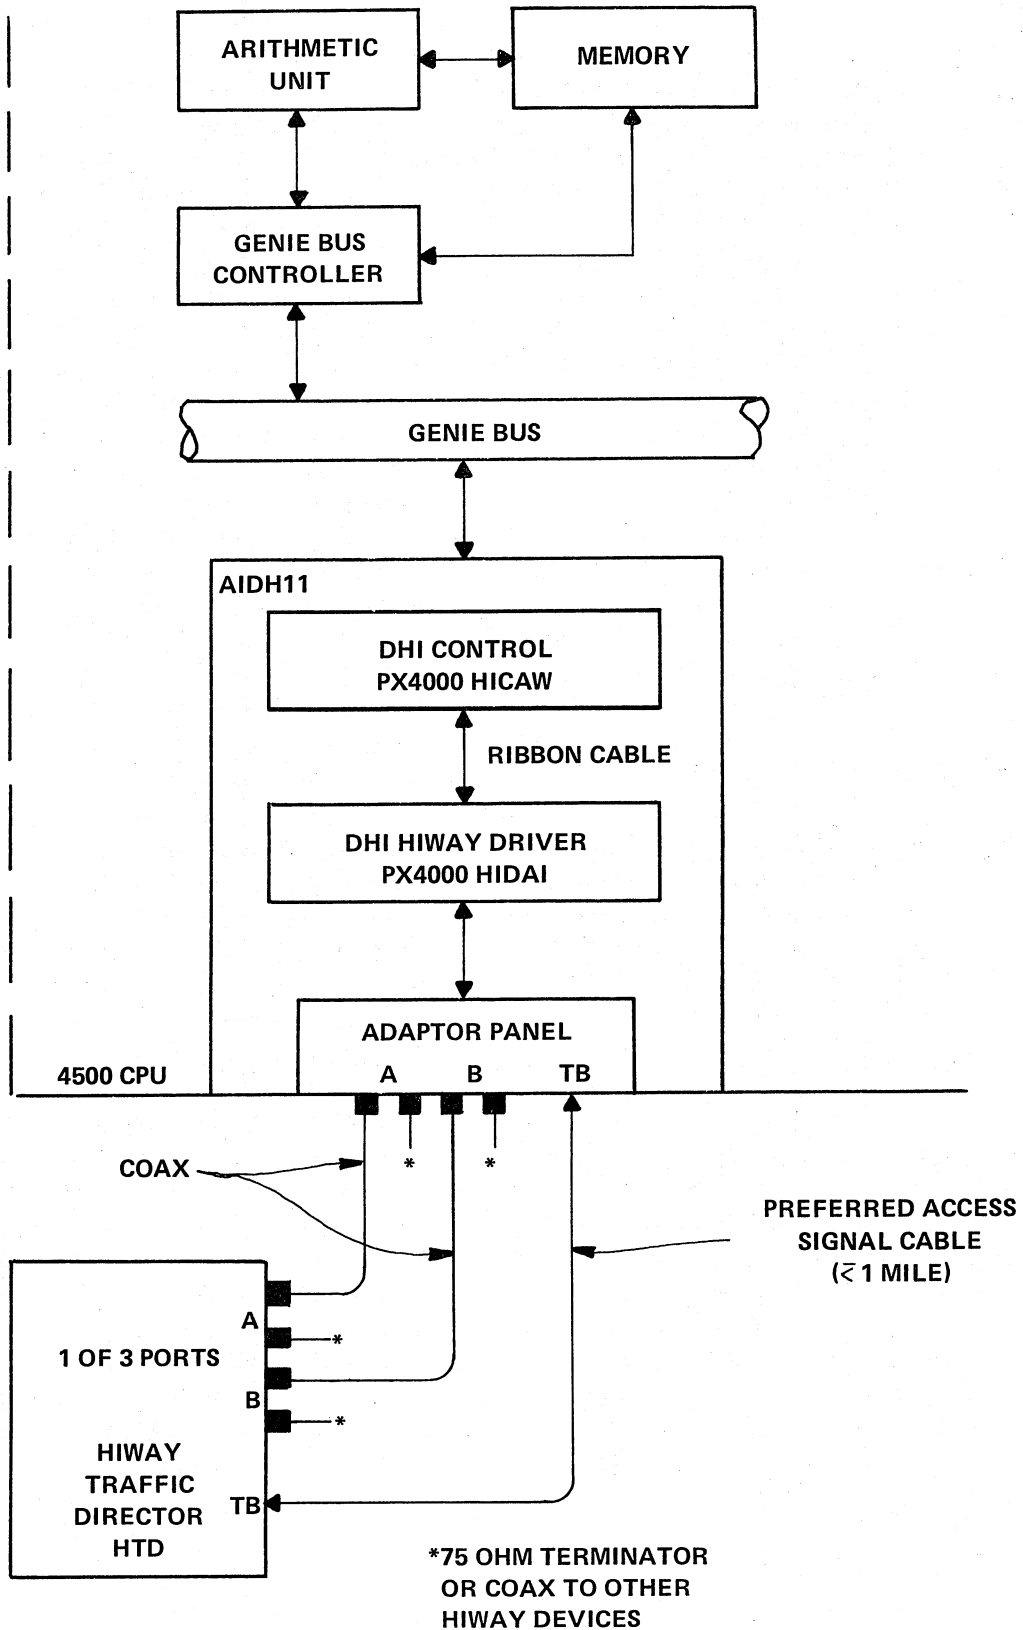 ARITHMETIC
UNIT
MEMORY
GENIE BUS
CONTROLLER
GENIE BUS
AIDH11
DHI CONTROL
PX4000 HICAW
RIBBON CABLE
DHI HIWAY DRIVER
PX4000 HIDAI
ADAPTOR PANEL
A B TB
4500 CPU
* *
COAX
PREFERRED ACCESS
SIGNAL CABLE
(≤ 1 MILE)
A
*
1 OF 3 PORTS
B
*
HIWAY
TRAFFIC
DIRECTOR
HTD
TB
*75 OHM TERMINATOR
OR COAX TO OTHER
HIWAY DEVICES